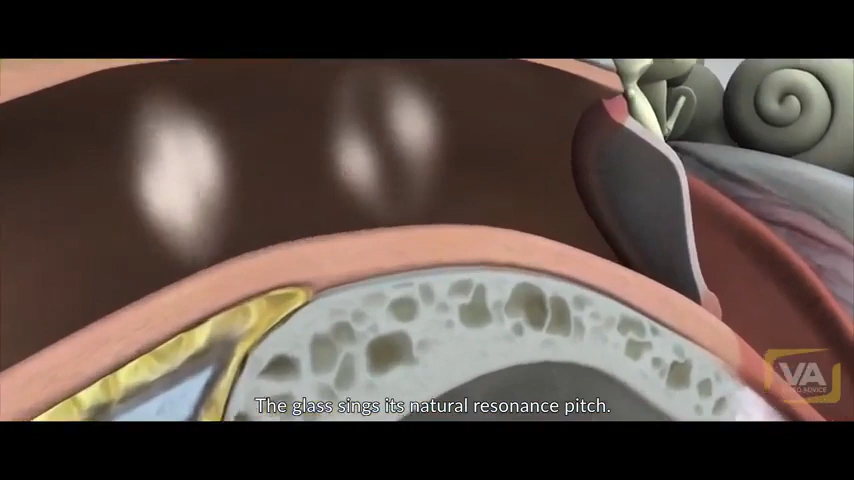 The glass sings its natural resonance pitch.
VA